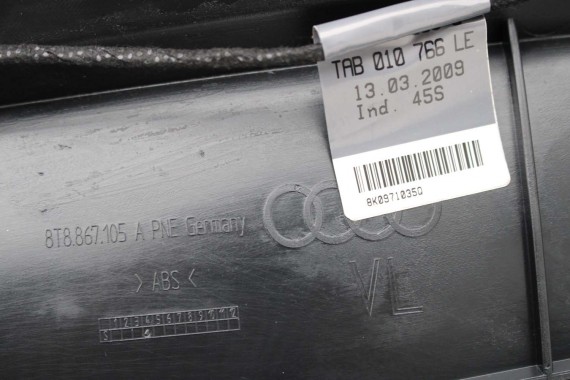 TAB 010 766 LE
13.03.2009
Ind. 45S
8K0971035Q
8T8.867.105 A PNE Germany
> ABS <
VL